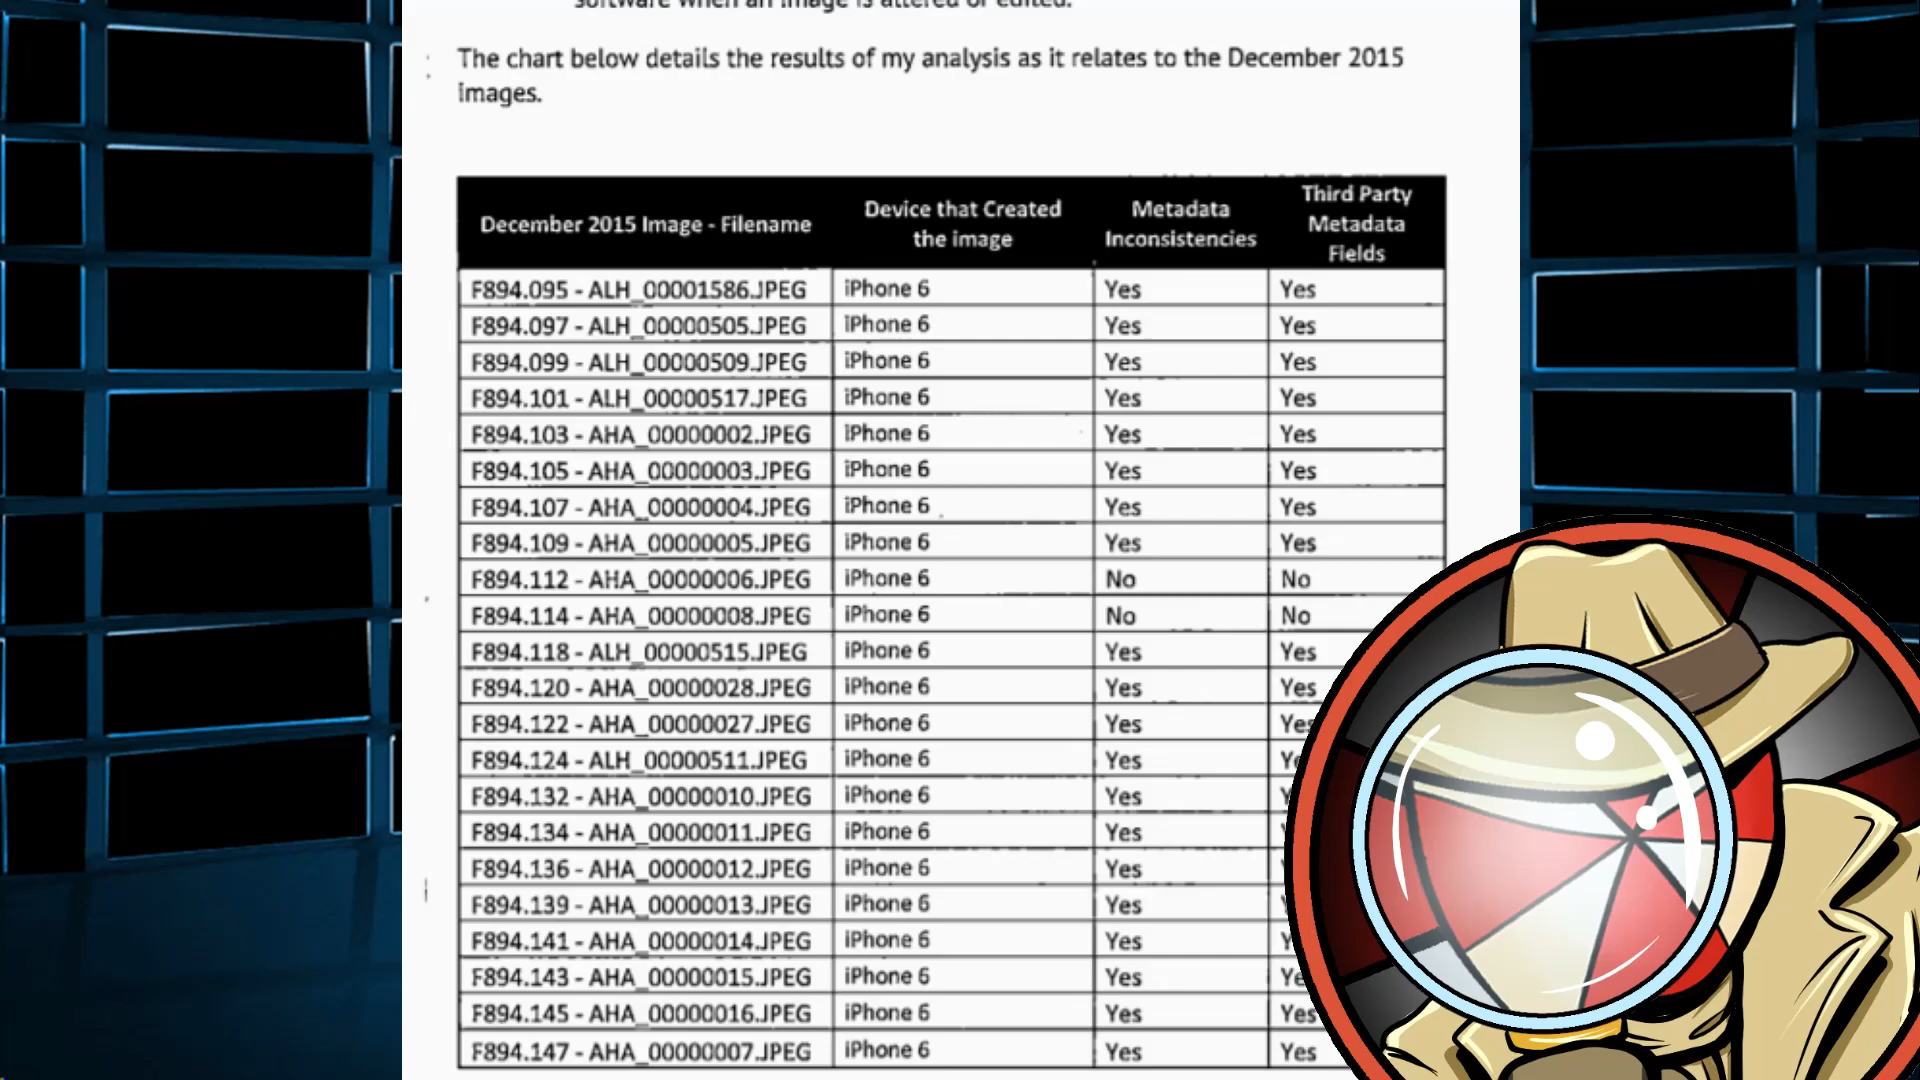 software when an image is altered or edited.
The chart below details the results of my analysis as it relates to the December 2015
images.
December 2015 Image - Filename Device that Created the image Metadata Inconsistencies Third Party Metadata Fields
F894.095 - ALH_00001586.JPEG iPhone 6 Yes Yes
F894.097 - ALH_00000505.JPEG iPhone 6 Yes Yes
F894.099 - ALH_00000509.JPEG iPhone 6 Yes Yes
F894.101 - ALH_00000517.JPEG iPhone 6 Yes Yes
F894.103 - AHA_00000002.JPEG iPhone 6 Yes Yes
F894.105 - AHA_00000003.JPEG iPhone 6 Yes Yes
F894.107 - AHA_00000004.JPEG iPhone 6 Yes Yes
F894.109 - AHA_00000005.JPEG iPhone 6 Yes Yes
F894.112 - AHA_00000006.JPEG iPhone 6 No No
F894.114 - AHA_00000008.JPEG iPhone 6 No No
F894.118 - ALH_00000515.JPEG iPhone 6 Yes Yes
F894.120 - AHA_00000028.JPEG iPhone 6 Yes Yes
F894.122 - AHA_00000027.JPEG iPhone 6 Yes Yes
F894.124 - ALH_00000511.JPEG iPhone 6 Yes
F894.132 - AHA_00000010.JPEG iPhone 6 Yes
F894.134 - AHA_00000011.JPEG iPhone 6 Yes
F894.136 - AHA_00000012.JPEG iPhone 6 Yes
F894.139 - AHA_00000013.JPEG iPhone 6 Yes
F894.141 - AHA_00000014.JPEG iPhone 6 Yes
F894.143 - AHA_00000015.JPEG iPhone 6 Yes
F894.145 - AHA_00000016.JPEG iPhone 6 Yes Yes
F894.147 - AHA_00000007.JPEG iPhone 6 Yes Yes